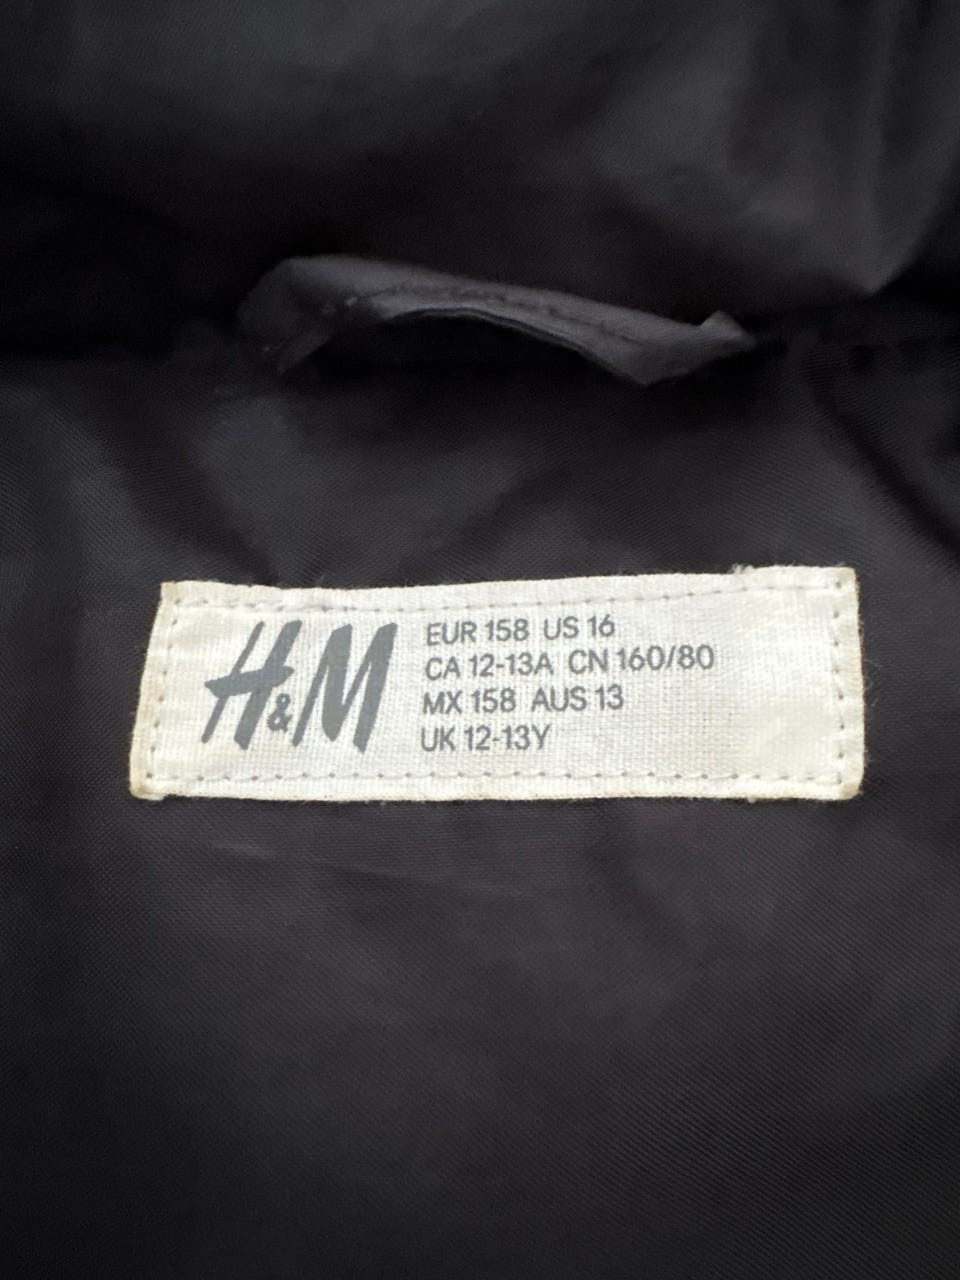 H&M
EUR 158 US 16
CA 12-13A CN 160/80
MX 158 AUS 13
UK 12-13Y